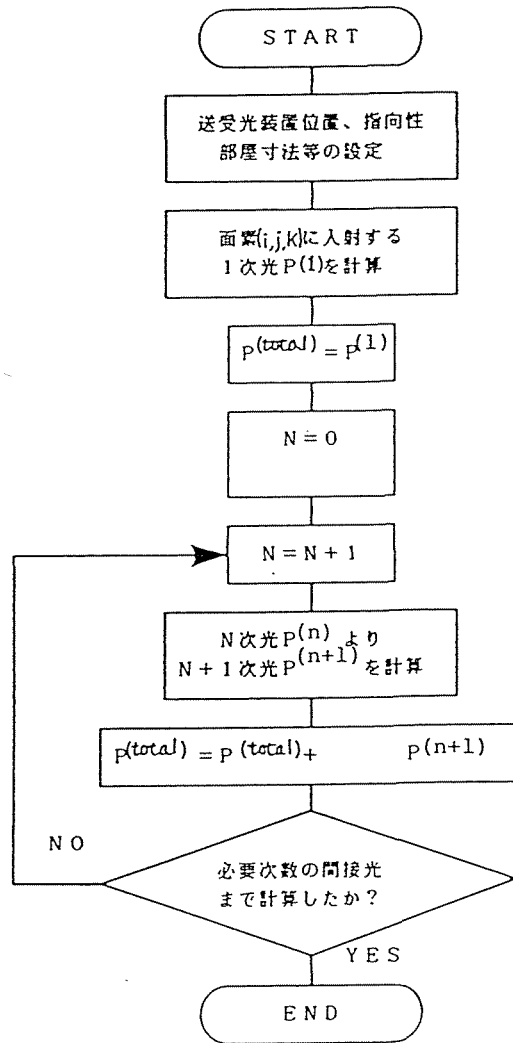 START
送受光装置位置、指向性
部屋寸法等の設定
面素(i,j,k)に入射する
1次光P(1)を計算
P(total) = P(1)
N = 0
N = N + 1
N次光P(n) より
N + 1次光P(n+1) を計算
P(total) = P(total) + P(n+1)
NO
必要次数の間接光
まで計算したか?
YES
END